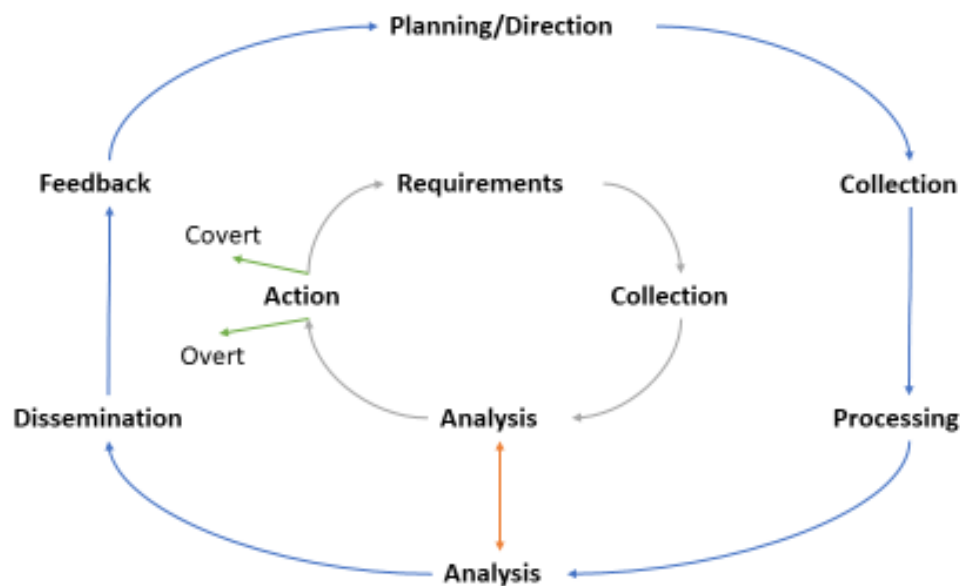 Planning/Direction
Feedback
Requirements
Collection
Covert
Action
Collection
Overt
Dissemination
Analysis
Processing
Analysis